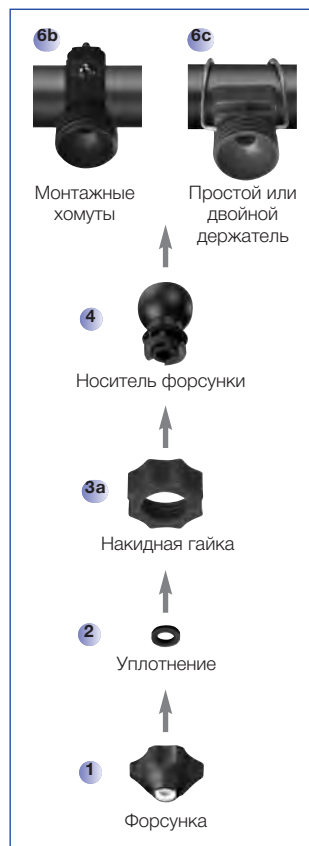 6b
6c
Монтажные
хомуты
Простой или
двойной
держатель
4
Носитель форсунки
3a
Накидная гайка
2
Уплотнение
1
Форсунка